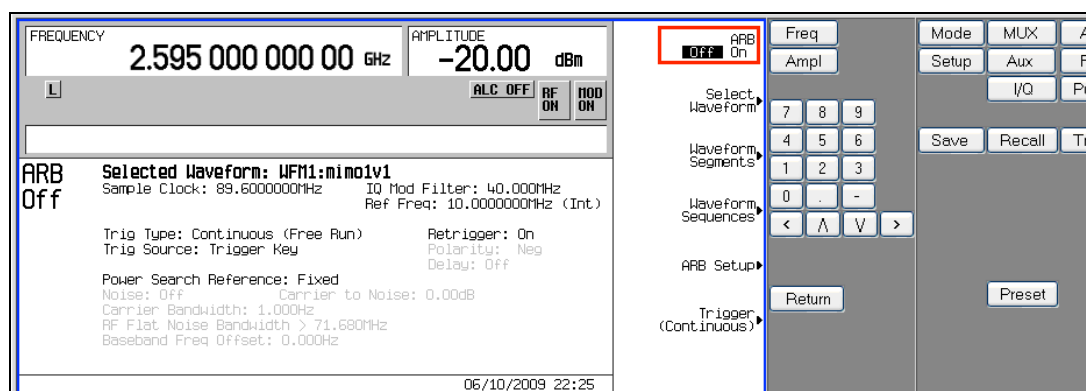 FREQUENCY
2.595 000 000 00 GHz
AMPLITUDE
-20.00 dBm
L
ALC OFF
RF ON
MOD ON
ARB Off
Selected Waveform: WFM1:mimo1v1
Sample Clock: 89.6000000MHz
IQ Mod Filter: 40.000MHz
Ref Freq: 10.0000000MHz (Int)
Trig Type: Continuous (Free Run)
Retrigger: On
Trig Source: Trigger Key
Polarity: Neg
Delay: Off
Power Search Reference: Fixed
Noise: Off
Carrier to Noise: 0.00dB
Carrier Bandwidth: 1.000Hz
RF Flat Noise Bandwidth > 71.680MHz
Baseband Freq Offset: 0.000Hz
06/10/2009 22:25
ARB
Off On
Select
Waveform
Waveform
Segments
Waveform
Sequences
ARB Setup
Trigger
(Continuous)
Freq
Ampl
7 8 9
4 5 6
1 2 3
0 . -
< Λ V >
Return
Mode MUX
Setup Aux
I/Q
Save Recall
Preset